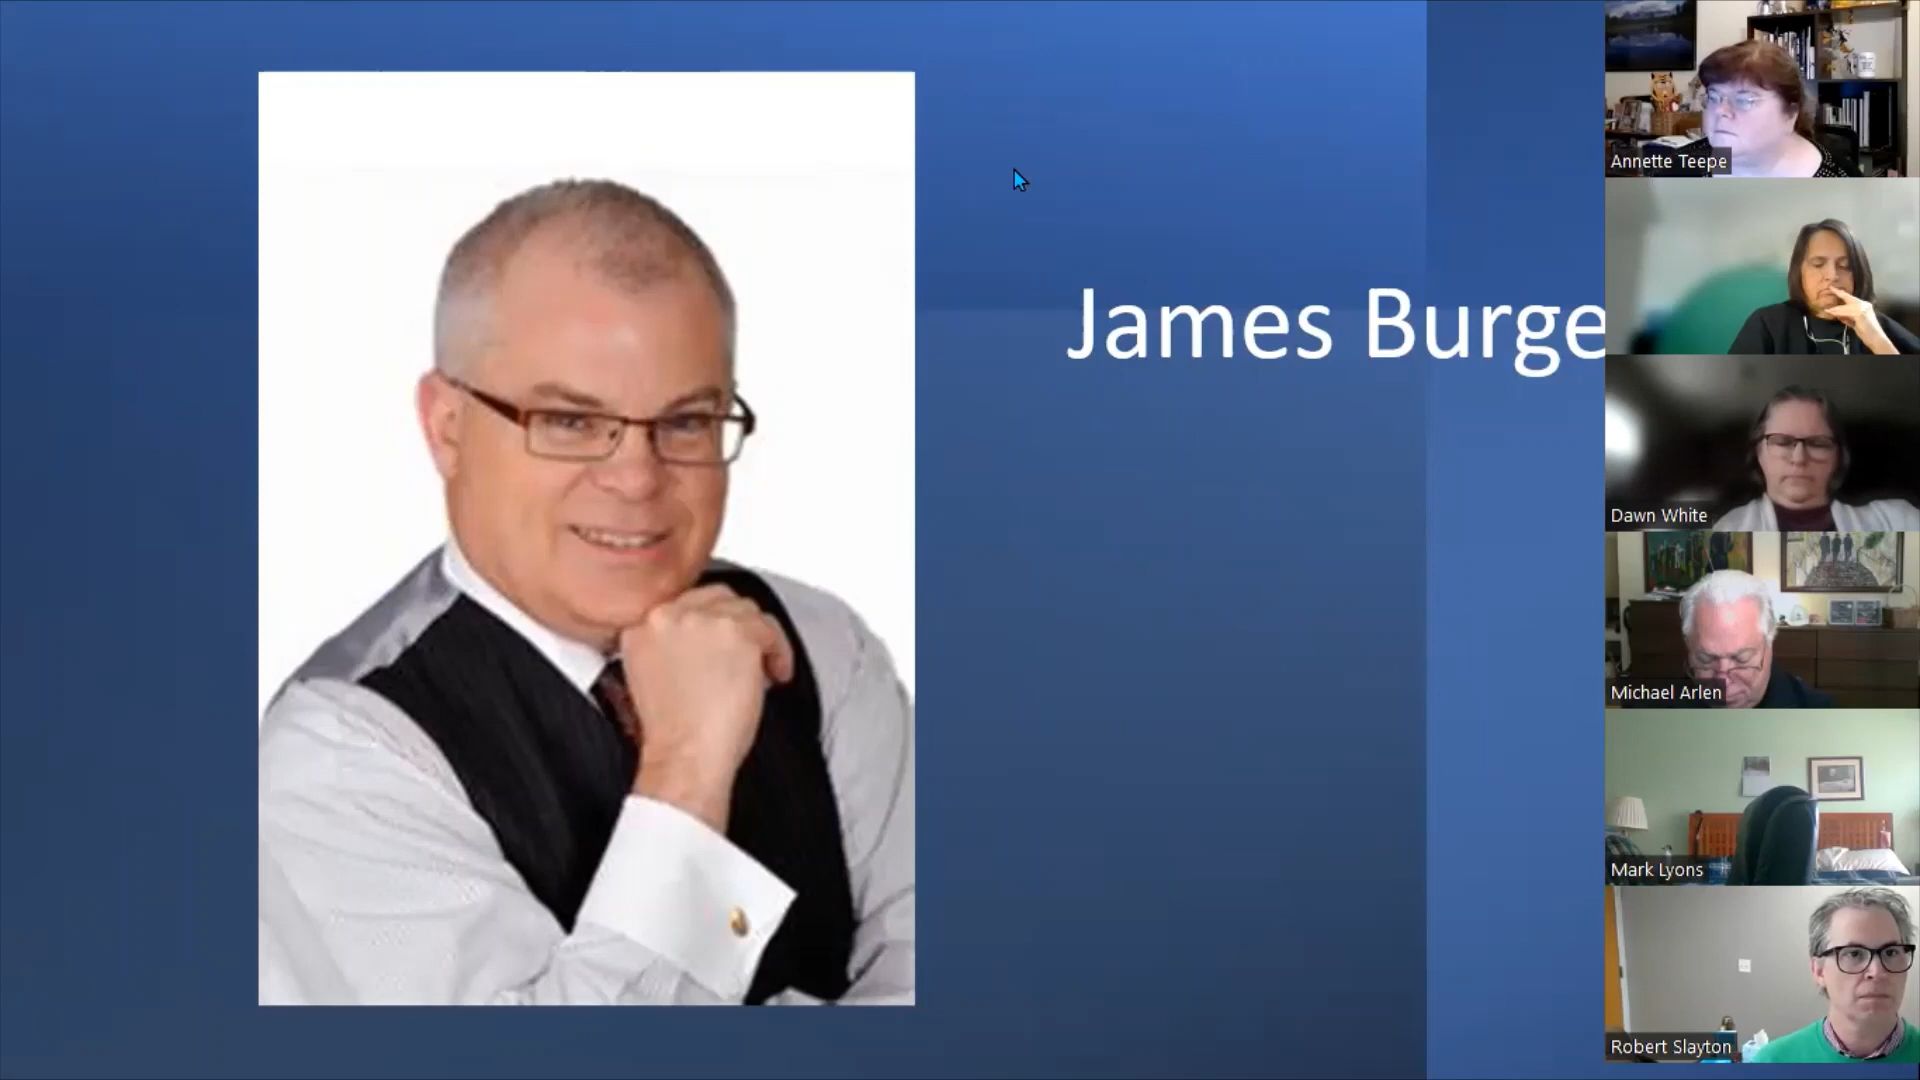 James Burge
Annette Teepe
Dawn White
Michael Arlen
Mark Lyons
Robert Slayton